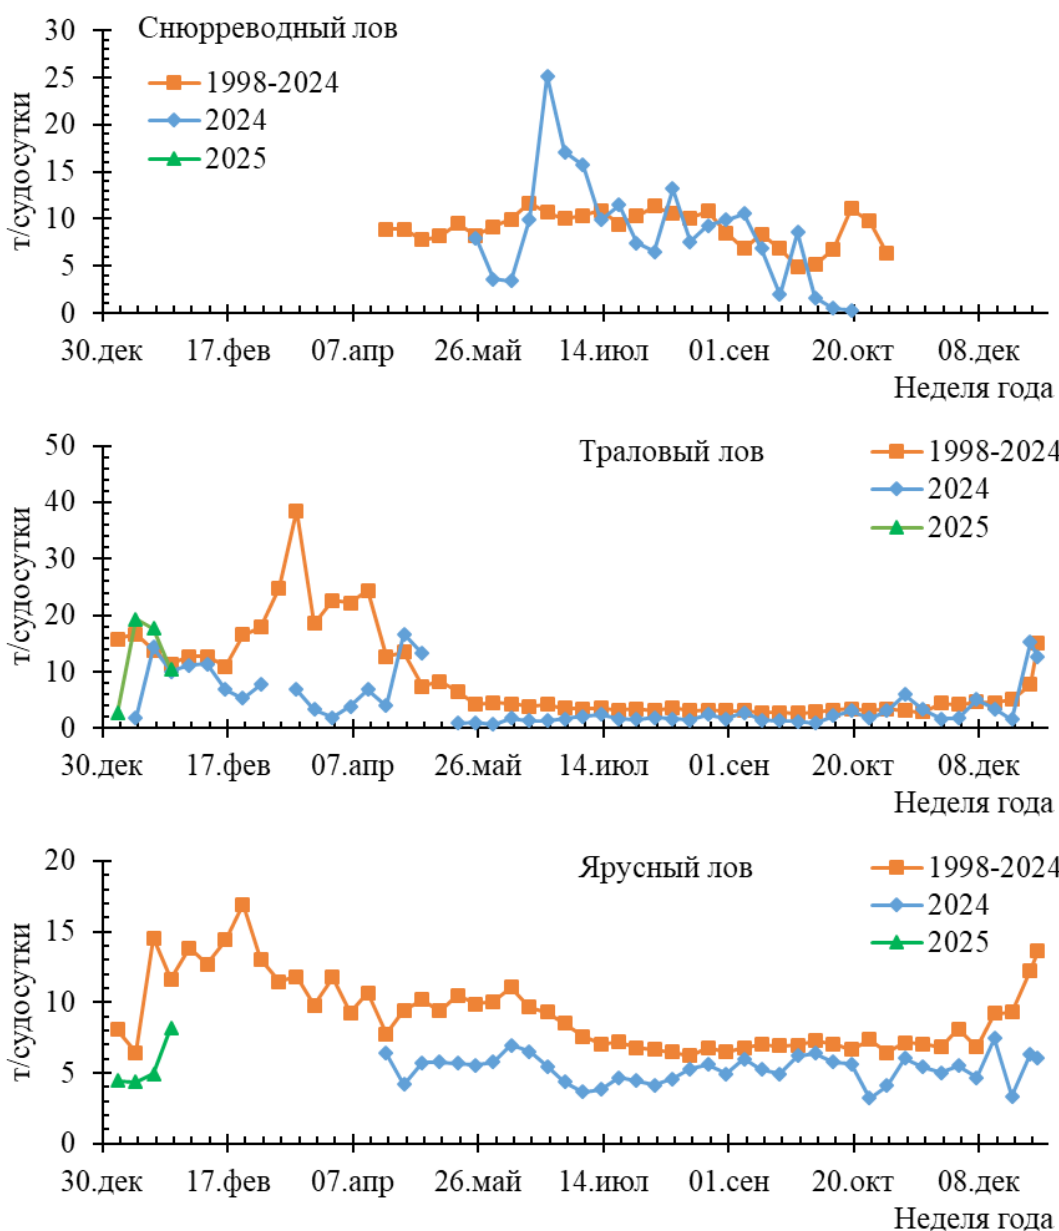 30
25
20
15
10
5
0
т/судосутки
Снюрреводный лов
1998-2024
2024
2025
30.дек 17.фев 07.апр 26.май 14.июл 01.сен 20.окт 08.дек
Неделя года
50
40
30
20
10
0
т/судосутки
Траловый лов
1998-2024
2024
2025
30.дек 17.фев 07.апр 26.май 14.июл 01.сен 20.окт 08.дек
Неделя года
20
15
10
5
0
т/судосутки
Ярусный лов
1998-2024
2024
2025
30.дек 17.фев 07.апр 26.май 14.июл 01.сен 20.окт 08.дек
Неделя года